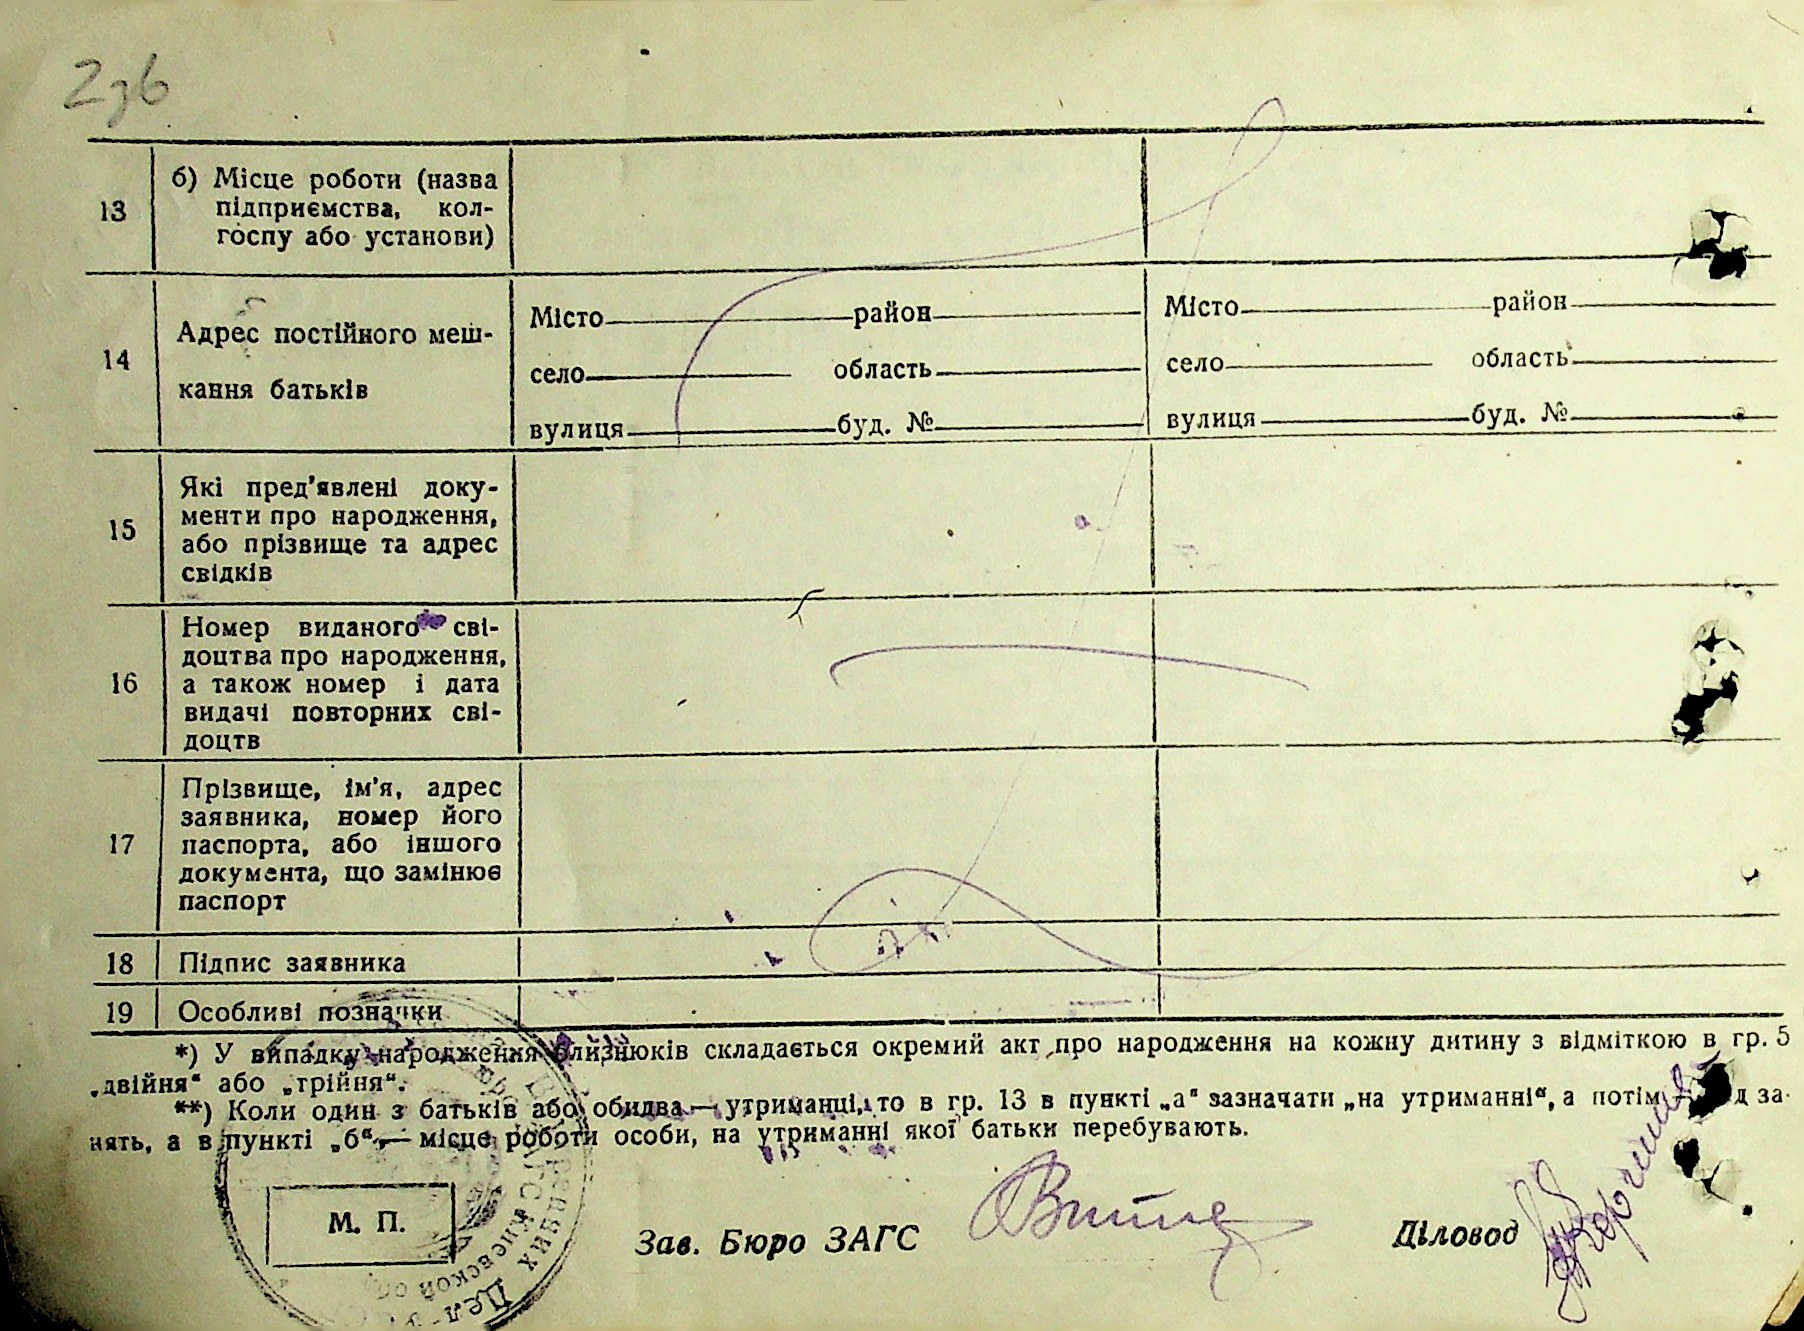 13
б) Місце роботи (назва
підприємства, кол-
госпу або установи)
14
Адрес постійного меш-
кання батьків
Місто район
село область
вулиця буд. №
Місто район
село область
вулиця буд. №
15
Які пред'явлені доку-
менти про народження,
або прізвище та адрес
свідків
16
Номер виданого сві-
доцтва про народження,
а також номер і дата
видачі повторних сві-
доцтв
17
Прізвище, ім'я, адрес
заявника, номер його
паспорта, або іншого
документа, що замінює
паспорт
18 Підпис заявника
19 Особливі позначки
*) У випадку народження близнюків складається окремий акт про народження на кожну дитину з відміткою в гр. 5
„двійня“ або „трійня“.
**) Коли один з батьків або обидва — утриманці, то в гр. 13 в пункті „а“ зазначати „на утриманні“, а потім за-
нять, а в пункті „б“ — місце роботи особи, на утриманні якої батьки перебувають.
М. П.
Зав. Бюро ЗАГС
Діловод
ЗАГС Киевской